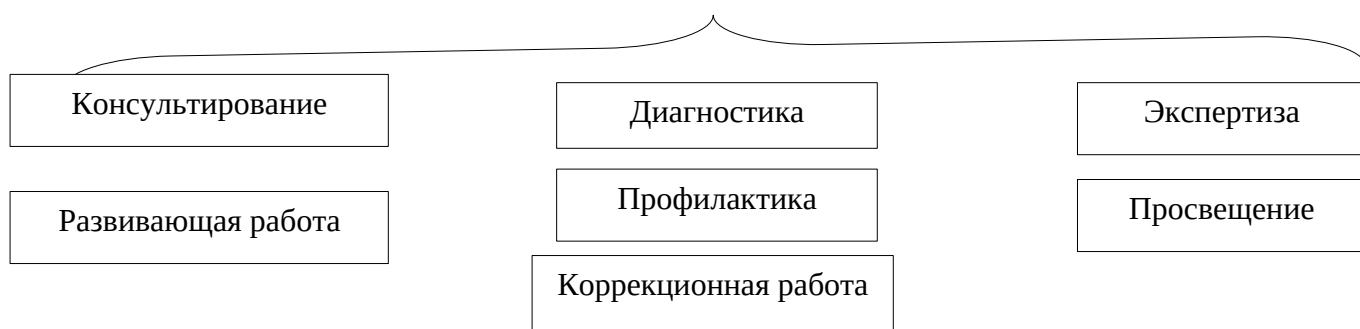 Консультирование
Диагностика
Экспертиза
Развивающая работа
Профилактика
Просвещение
Коррекционная работа